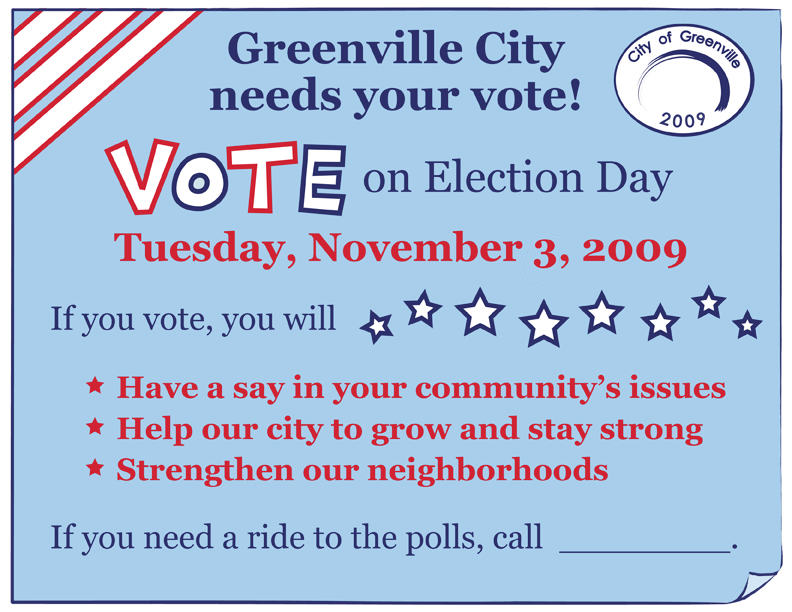 Greenville City
needs your vote!
City of Greenville
2009
VOTE on Election Day
Tuesday, November 3, 2009
If you vote, you will
Have a say in your community's issues
Help our city to grow and stay strong
Strengthen our neighborhoods
If you need a ride to the polls, call __________.